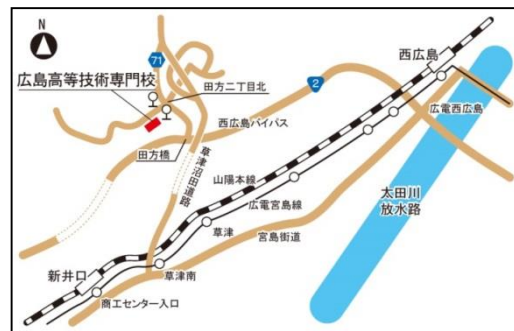 N
71
西広島
広島高等技術専門校
田方二丁目北
2
広電西広島
西広島バイパス
田方橋
草津沼田道路
山陽本線
太田川
放水路
広電宮島線
草津
宮島街道
新井口
草津南
商工センター入口